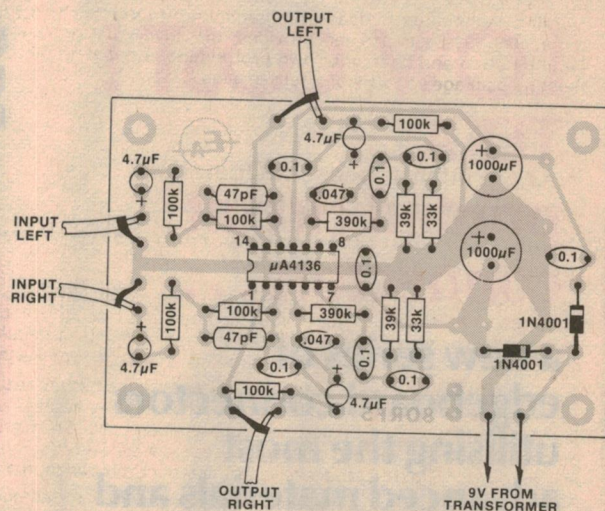 OUTPUT
LEFT
4.7µF
+
100k
4.7µF
+
100k
0.1
0.1
0.1
+
1000µF
47pF
.047
100k
390k
39k
33k
INPUT
LEFT
14
8
µA4136
1
7
0.1
+
1000µF
0.1
INPUT
RIGHT
100k
100k
390k
39k
33k
1N4001
+
4.7µF
47pF
.047
0.1
1N4001
0.1
0.1
100k
+
4.7µF
80RP5
OUTPUT
RIGHT
9V FROM
TRANSFORMER